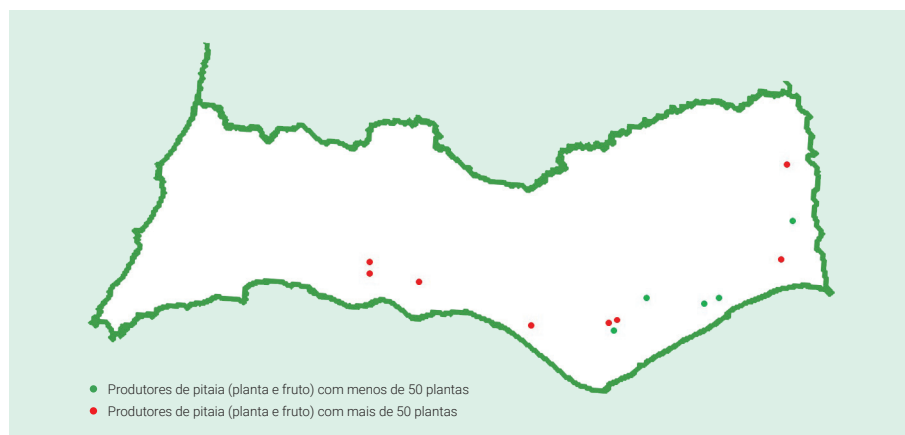 Produtores de pitaia (planta e fruto) com menos de 50 plantas
Produtores de pitaia (planta e fruto) com mais de 50 plantas